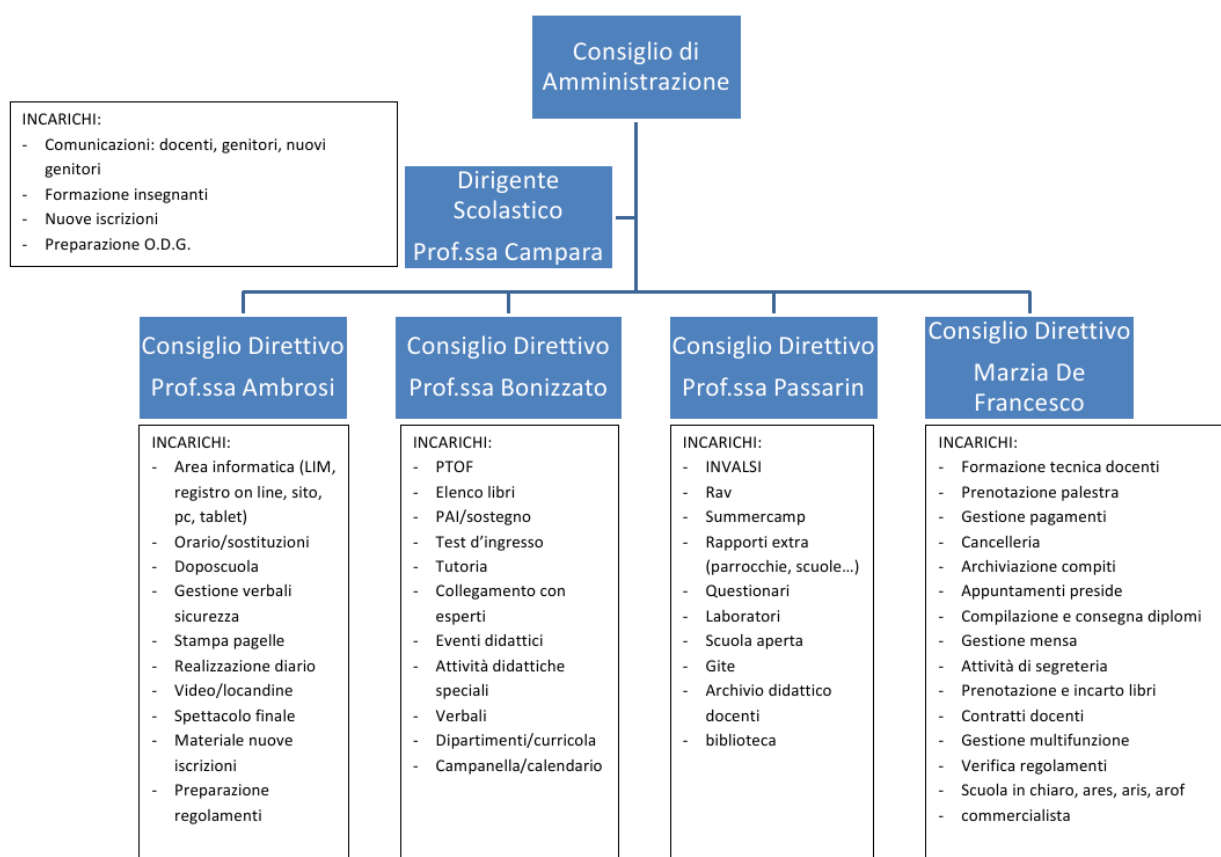 Consiglio di
Amministrazione
INCARICHI:
- Comunicazioni: docenti, genitori, nuovi
genitori
- Formazione insegnanti
- Nuove iscrizioni
- Preparazione O.D.G.
Dirigente
Scolastico
Prof.ssa Campara
Consiglio Direttivo
Prof.ssa Ambrosi
INCARICHI:
- Area informatica (LIM,
registro on line, sito,
pc, tablet)
- Orario/sostituzioni
- Doposcuola
- Gestione verbali
sicurezza
- Stampa pagelle
- Realizzazione diario
- Video/locandine
- Spettacolo finale
- Materiale nuove
iscrizioni
- Preparazione
regolamenti
Consiglio Direttivo
Prof.ssa Bonizzato
INCARICHI:
- PTOF
- Elenco libri
- PAI/sostegno
- Test d'ingresso
- Tutoria
- Collegamento con
esperti
- Eventi didattici
- Attività didattiche
speciali
- Verbali
- Dipartimenti/curricola
- Campanella/calendario
Consiglio Direttivo
Prof.ssa Passarin
INCARICHI:
- INVALSI
- Rav
- Summercamp
- Rapporti extra
(parrocchie, scuole…)
- Questionari
- Laboratori
- Scuola aperta
- Gite
- Archivio didattico
docenti
- biblioteca
Consiglio Direttivo
Marzia De
Francesco
INCARICHI:
- Formazione tecnica docenti
- Prenotazione palestra
- Gestione pagamenti
- Cancelleria
- Archiviazione compiti
- Appuntamenti preside
- Compilazione e consegna diplomi
- Gestione mensa
- Attività di segreteria
- Prenotazione e incarto libri
- Contratti docenti
- Gestione multifunzione
- Verifica regolamenti
- Scuola in chiaro, ares, aris, arof
- commercialista